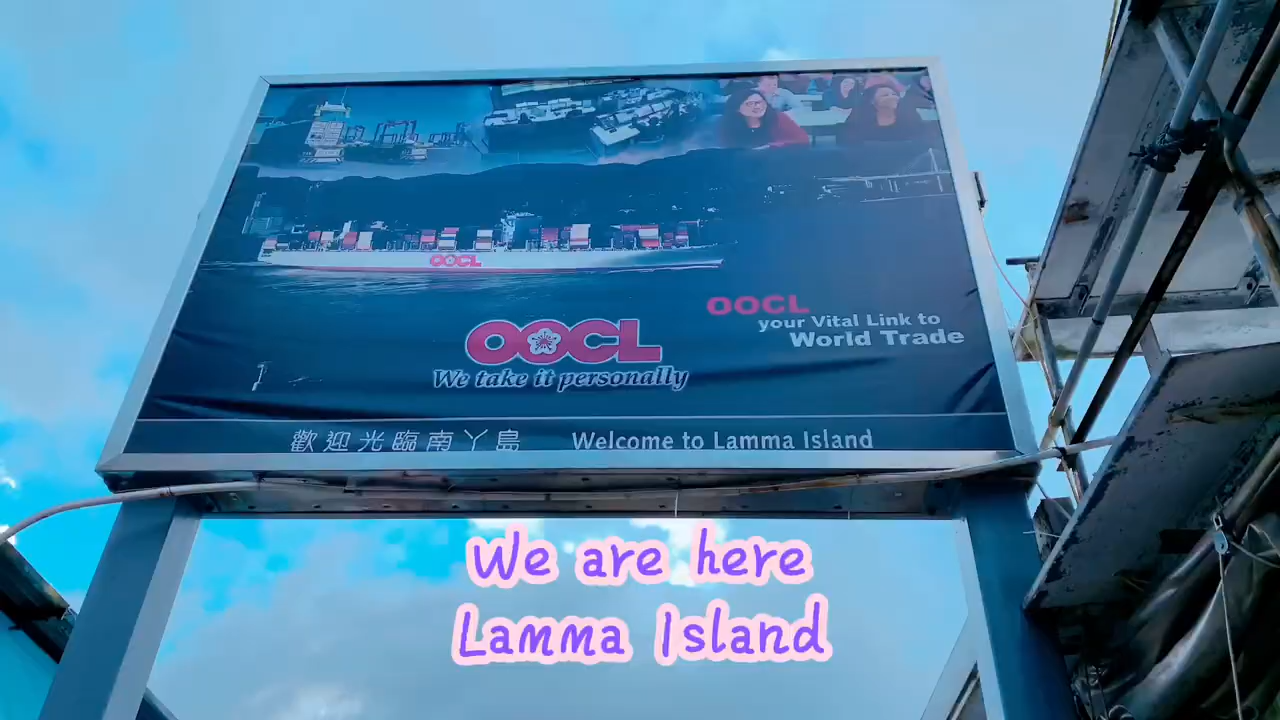 OOCL
OOCL
your Vital Link to
World Trade
OOCL
We take it personally
歡迎光臨南丫島 Welcome to Lamma Island
We are here
Lamma Island